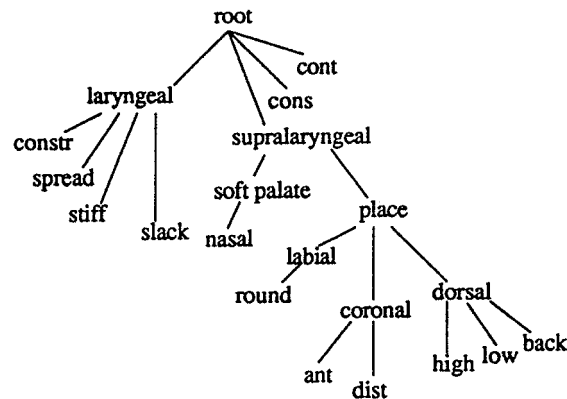 root
cont
laryngeal
cons
constr
supralaryngeal
spread
soft palate
stiff
place
slack
nasal
labial
round
dorsal
coronal
back
high
low
ant
dist